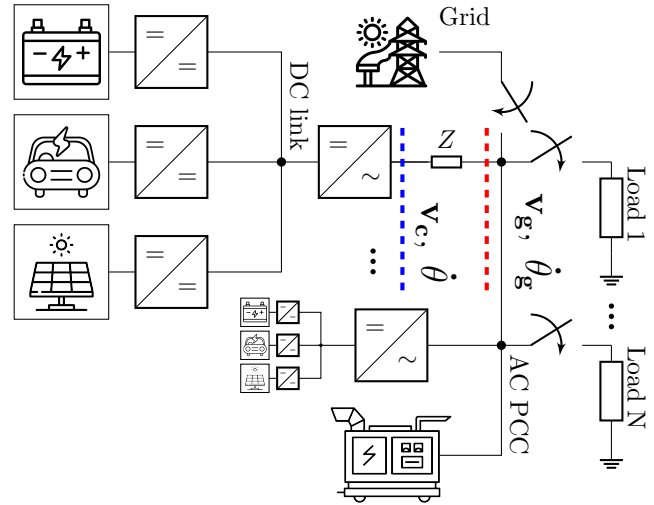 Grid
DC link
Z
Load 1
𝐯_c, θ̇
𝐯_g, θ̇_g
AC PCC
Load N